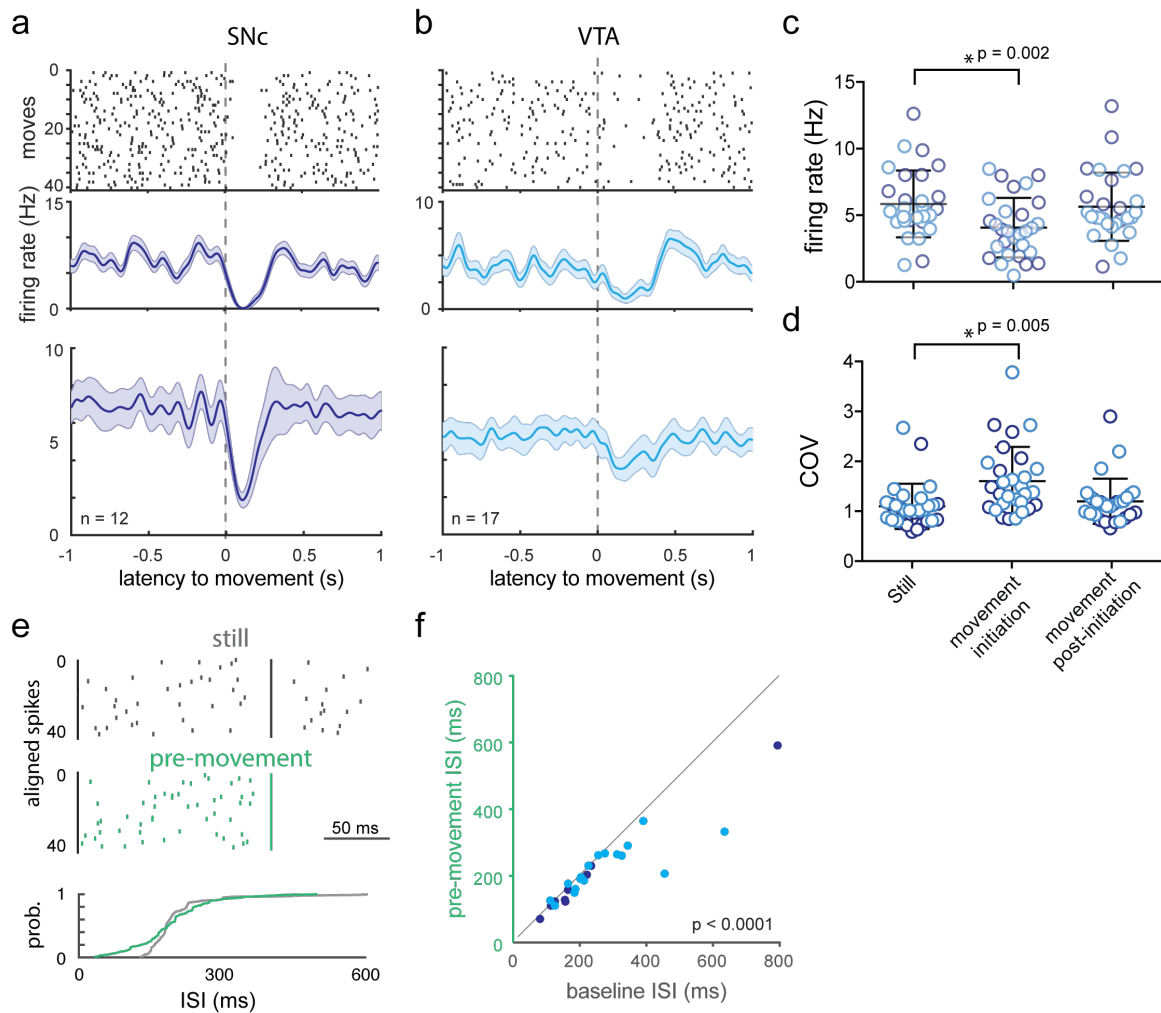 a
SNc
0
moves
20
40
15
firing rate (Hz)
0
10
5
0
n = 12
-1
-0.5
0
0.5
1
latency to movement (s)
b
VTA
10
0
n = 17
-1
-0.5
0
0.5
1
latency to movement (s)
c
* p = 0.002
15
10
5
0
firing rate (Hz)
d
* p = 0.005
4
3
2
1
0
COV
Still
movement
initiation
movement
post-initiation
e
still
0
40
aligned spikes
pre-movement
0
40
50 ms
1
prob.
0
0
300
600
ISI (ms)
f
800
600
400
200
0
pre-movement ISI (ms)
p < 0.0001
0
200
400
600
800
baseline ISI (ms)